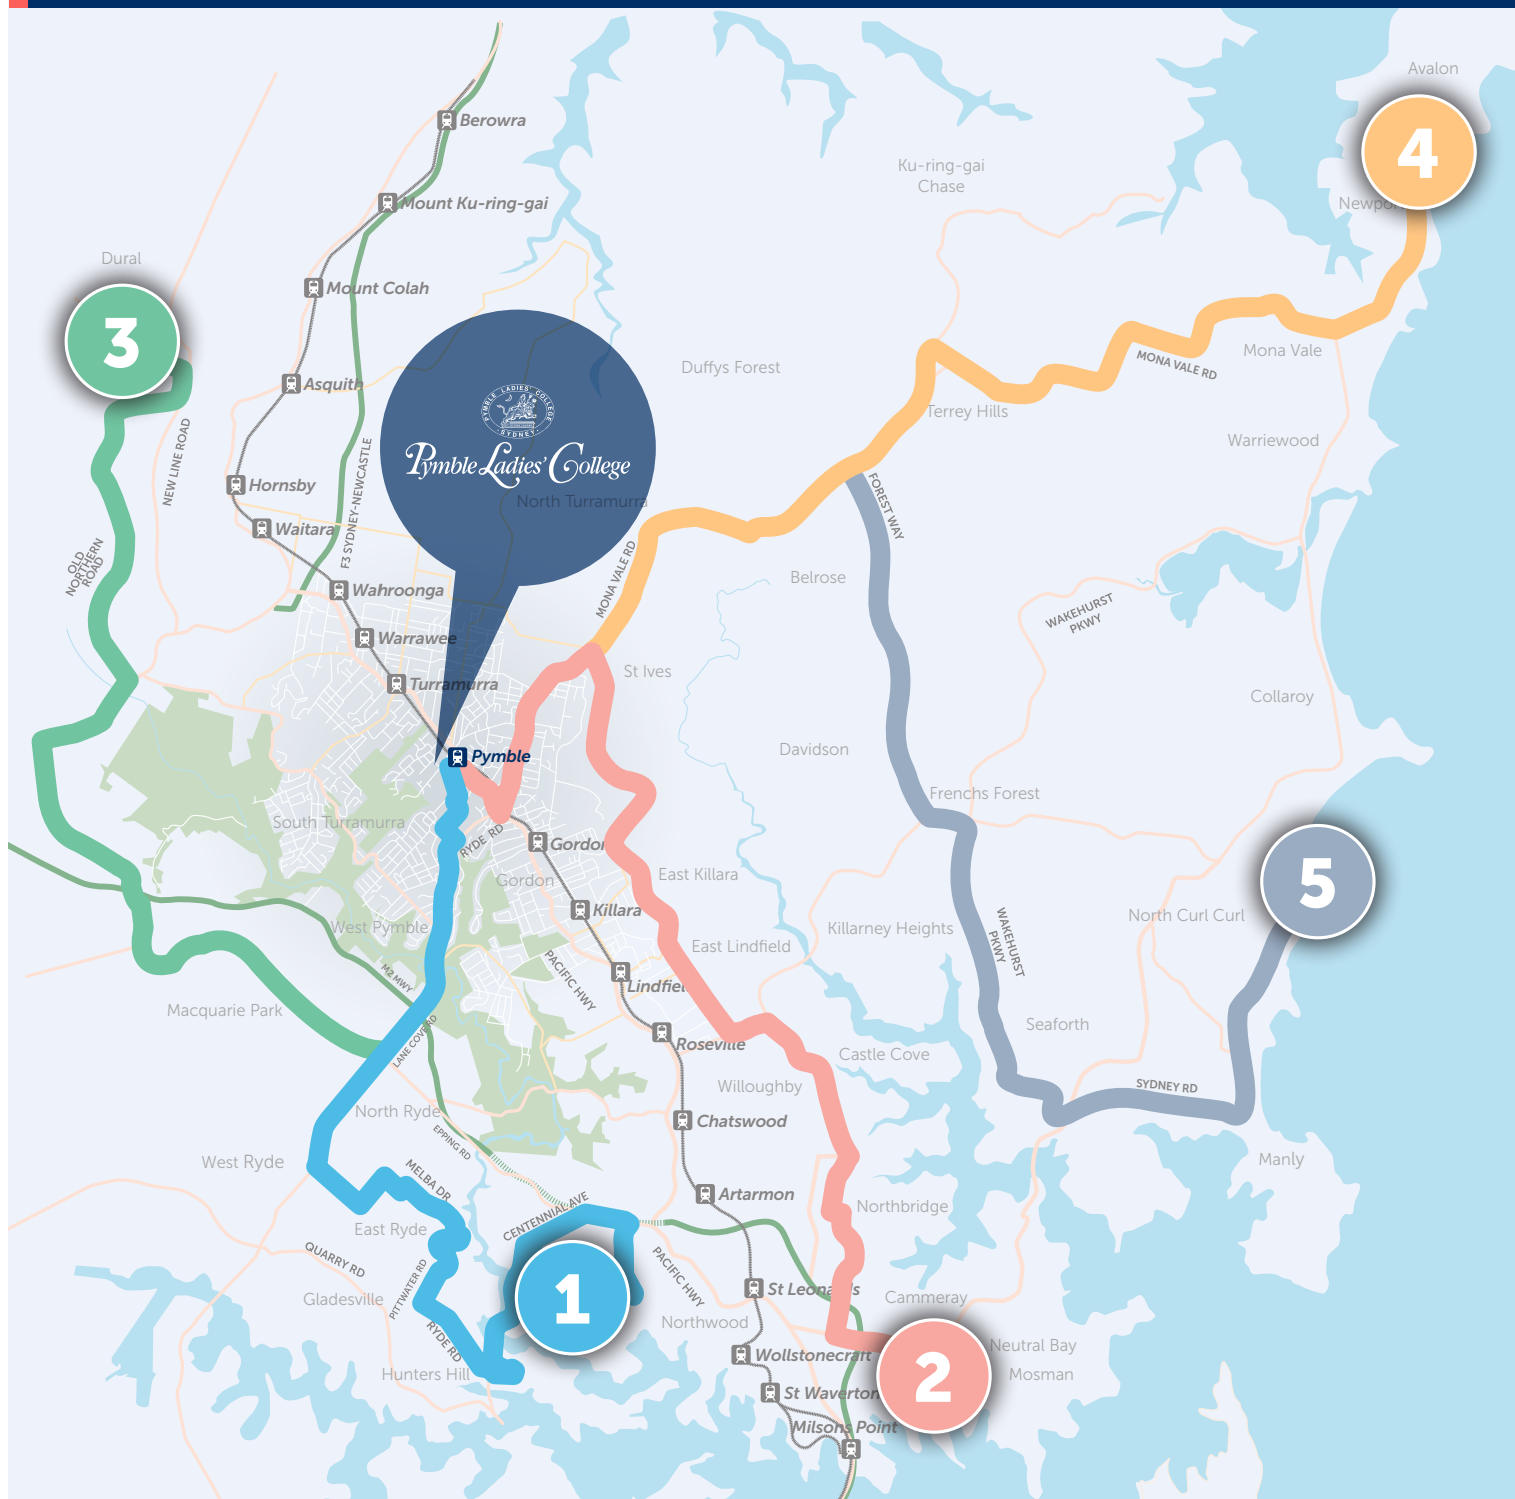 Avalon
4
Newpor
Berowra
Ku-ring-gai
Chase
Mount Ku-ring-gai
Dural
3
Mount Colah
Asquith
Duffys Forest
Mona Vale
MONA VALE RD
Terrey Hills
PYMBLE LADIES' COLLEGE
SYDNEY
Pymble Ladies' College
North Turramurra
Warriewood
NEW LINE ROAD
F3 SYDNEY-NEWCASTLE
Hornsby
Waitara
FOREST WAY
OLD
NORTHERN
ROAD
MONA VALE RD
Belrose
Wahroonga
WAKEHURST
PKWY
Warrawee
St Ives
Turramurra
Collaroy
Pymble
Davidson
Frenchs Forest
South Turramurra
RYDE RD
Gordon
Gordon
East Killara
5
Killara
West Pymble
North Curl Curl
Killarney Heights
WAKEHURST
PKWY
East Lindfield
M2 MWY
PACIFIC HWY
Lindfiel
Macquarie Park
LANE COVE RD
Seaforth
Roseville
Castle Cove
Willoughby
SYDNEY RD
North Ryde
Chatswood
EPPING RD
West Ryde
Manly
MELBA DR
Artarmon
CENTENNIAL AVE
Northbridge
East Ryde
QUARRY RD
PACIFIC HWY
PITTWATER RD
Gladesville
1
St Leonards
Cammeray
Northwood
RYDE RD
Wollstonecraft
Neutral Bay
Hunters Hill
2
Mosman
St Waverton
Milsons Point